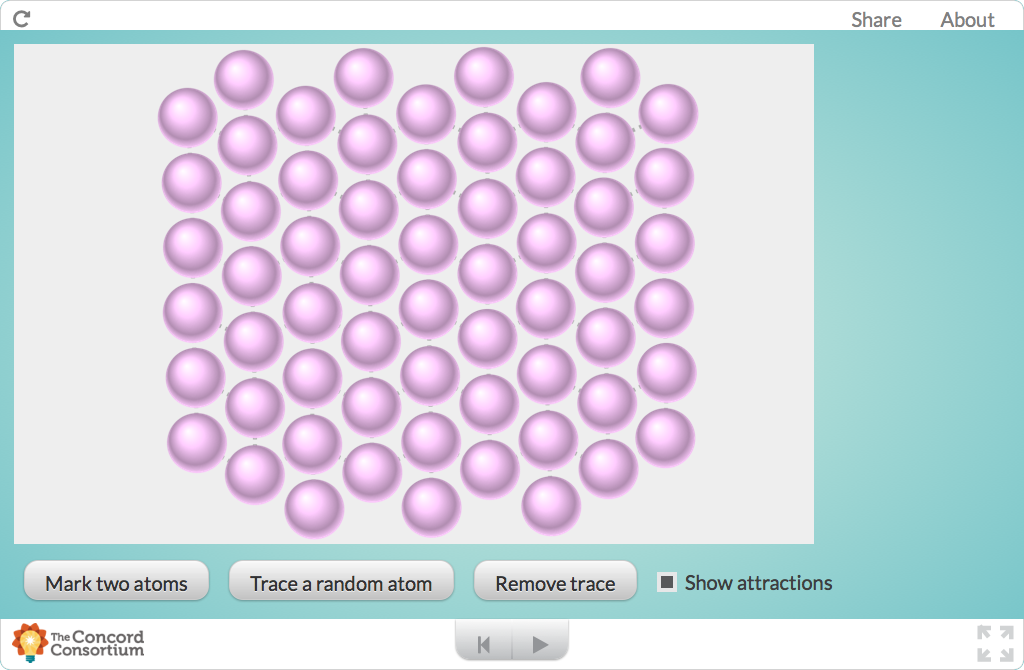 Share About
Mark two atoms Trace a random atom Remove trace Show attractions
The Concord
Consortium